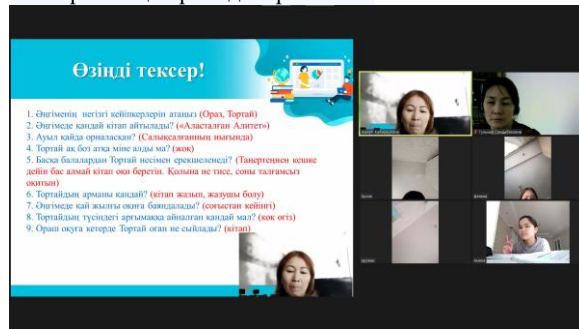 Өзіңді тексер!
1. Әңгіменің негізгі кейіпкерлерін атаңыз (Ораз, Тортай)
2. Әңгімеде қандай кітап айтылады? («Аласталған Алитет»)
3. Ауыл қайда орналасқан? (Салықсалғанның иығында)
4. Тортай ақ боз атқа міне алды ма? (жоқ)
5. Басқа балалардан Тортай несімен ерекшеленеді? (Таңертеңнен кешке
дейін бас алмай кітап оқи беретін. Қолына не тисе, соны талғамсыз
оқитын)
6. Тортайдың арманы қандай? (кітап жазып, жазушы болу)
7. Әңгімеде қай жылғы оқиға баяндалады? (соғыстан кейінгі)
8. Тортайдың түсіндегі арғымаққа айналған қандай мал? (көк өгіз)
9. Ораш оқуға кетерде Тортай оған не сыйлады? (кітап)